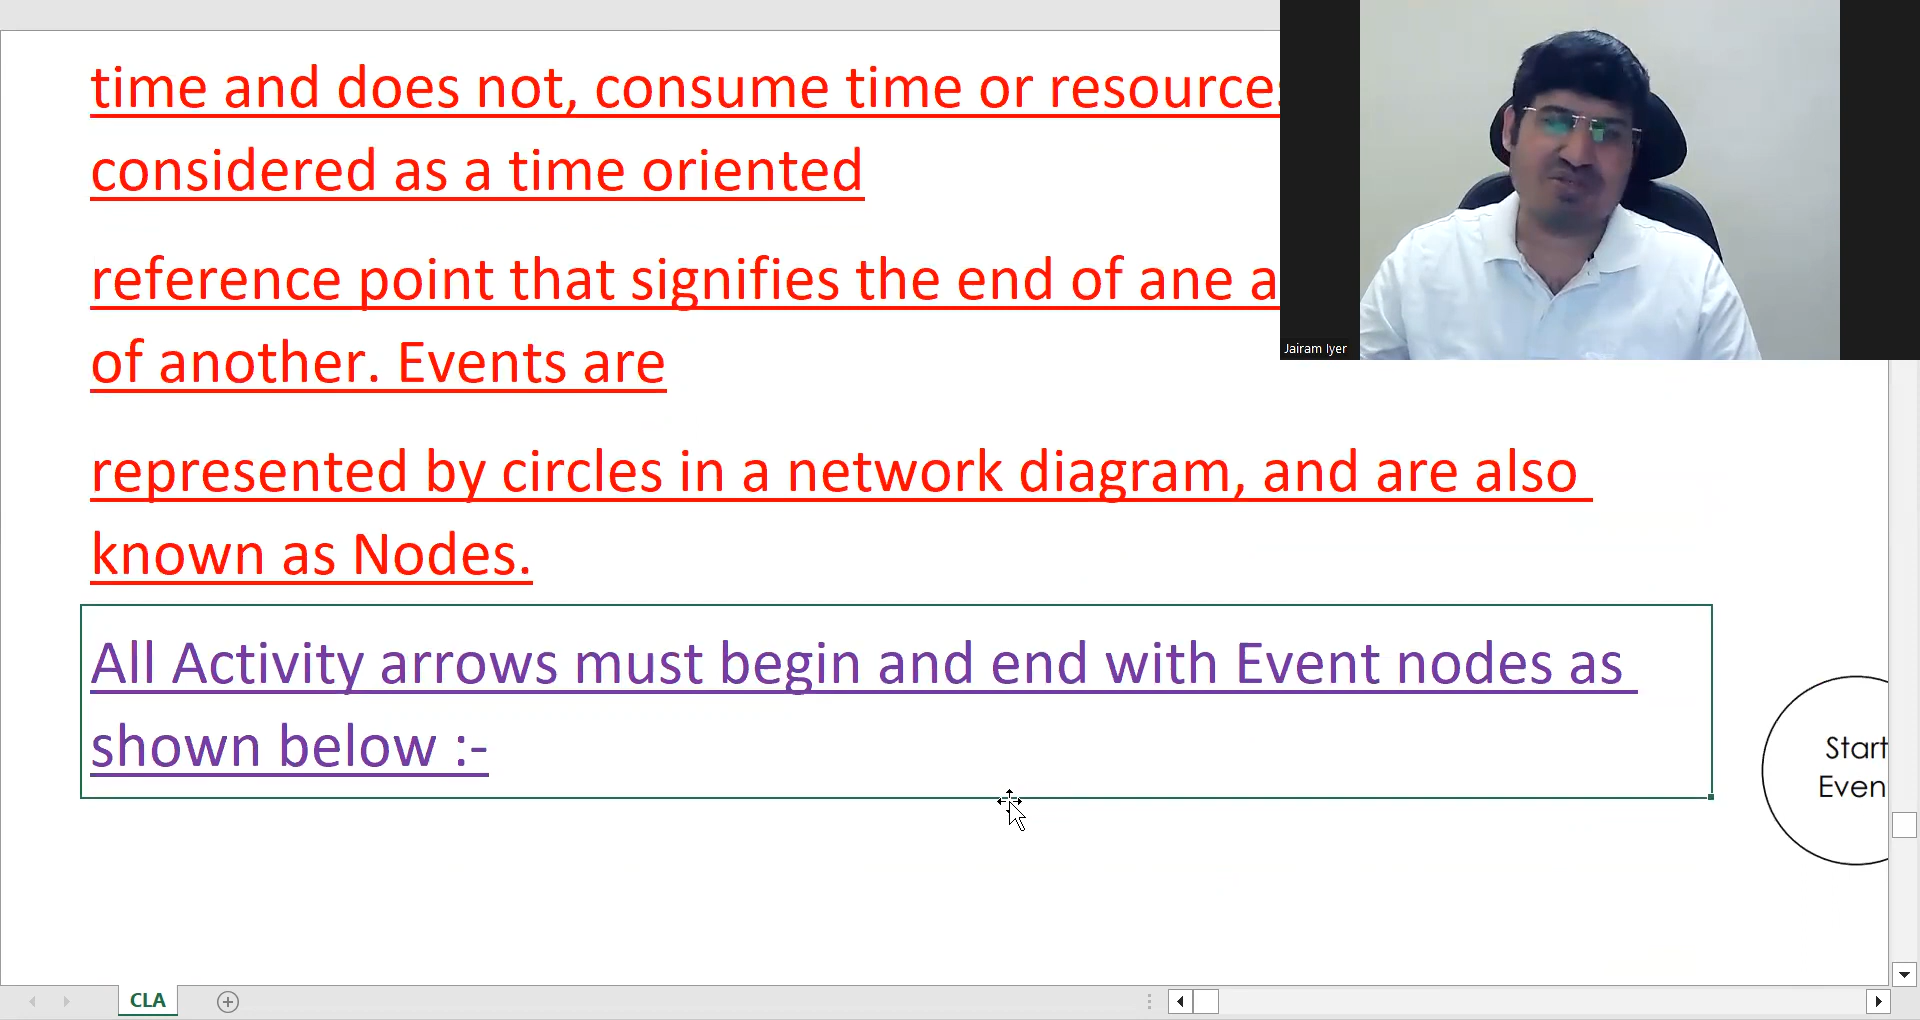 time and does not, consume time or resources
considered as a time oriented
reference point that signifies the end of ane a
of another. Events are
represented by circles in a network diagram, and are also
known as Nodes.
All Activity arrows must begin and end with Event nodes as
shown below :-
Start
Even
Jairam Iyer
CLA